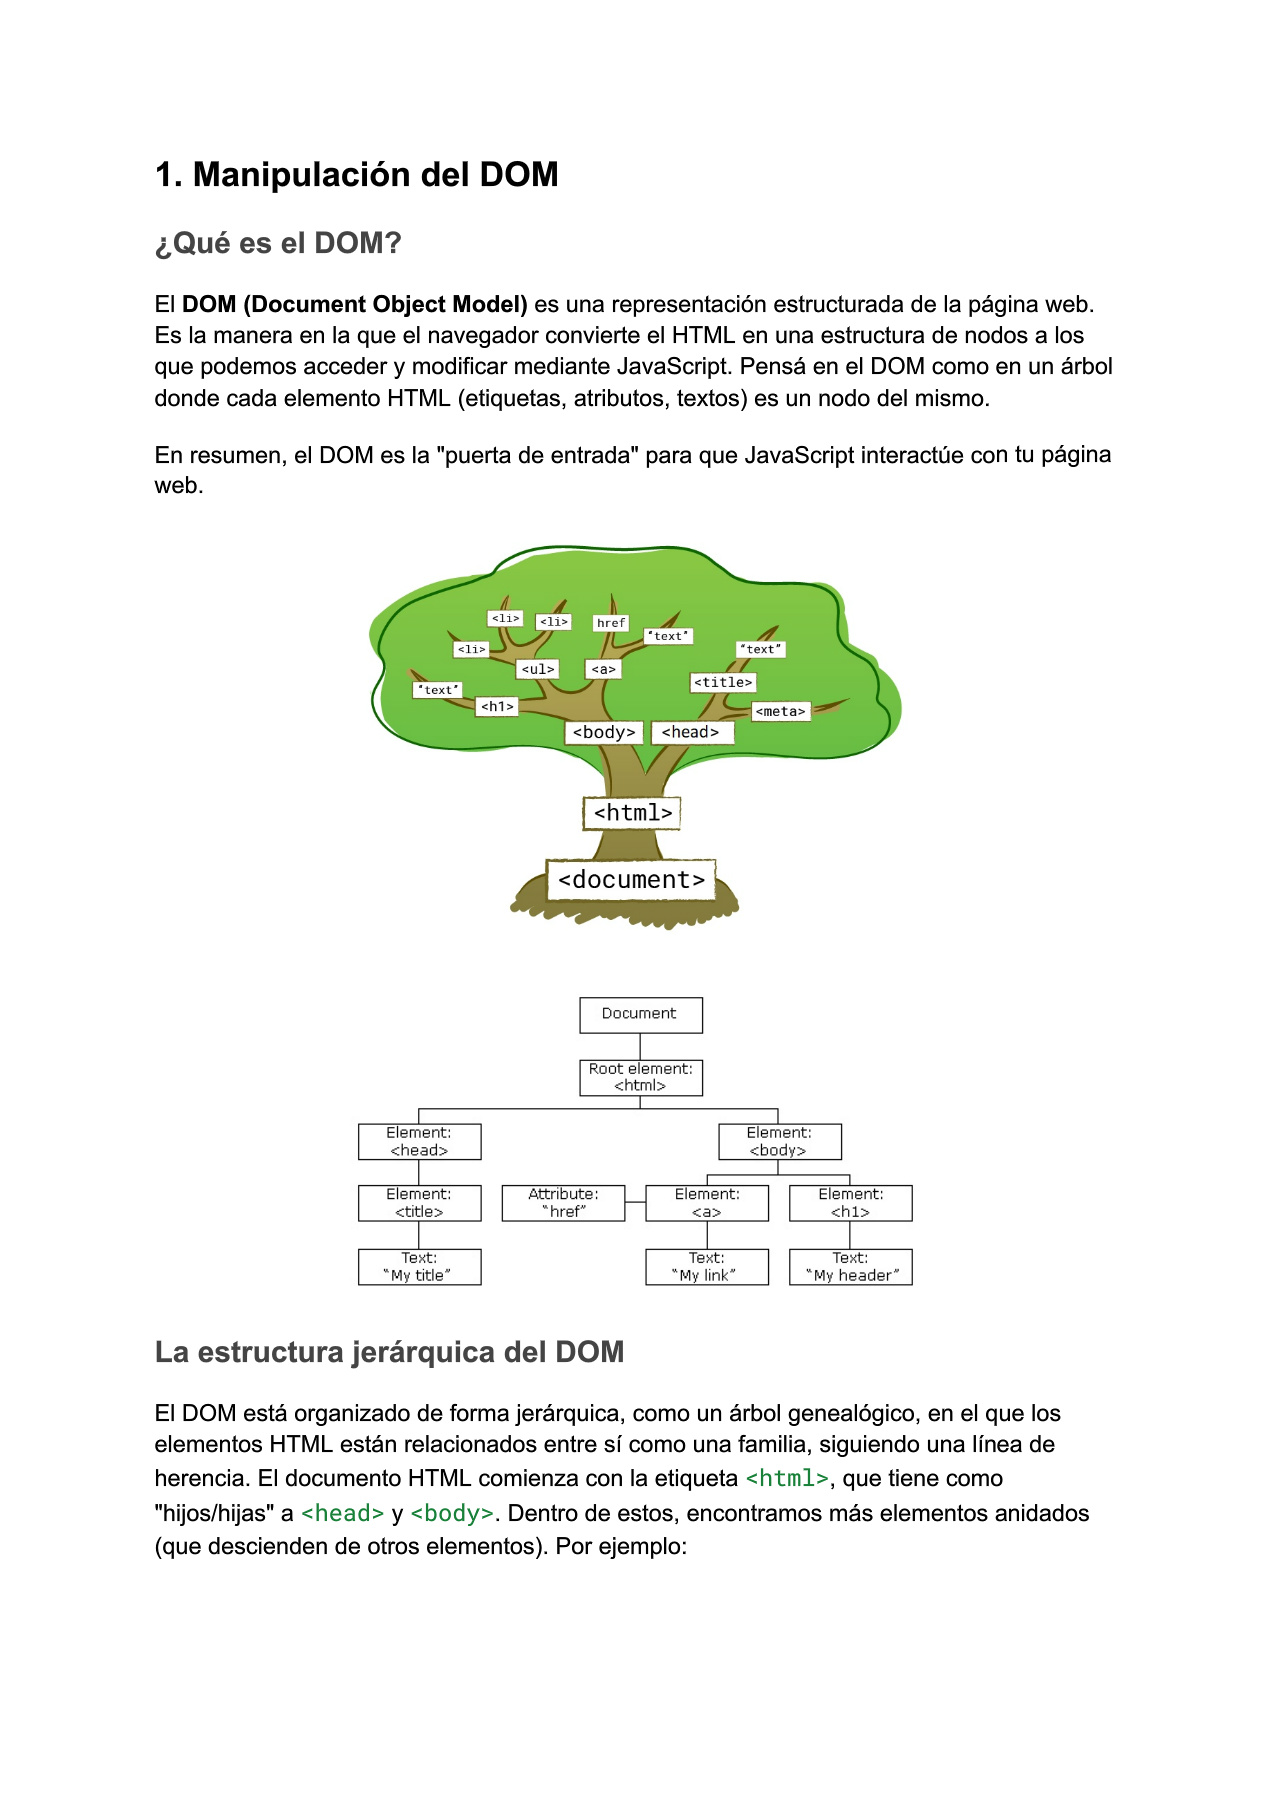 1. Manipulación del DOM
¿Qué es el DOM?
El DOM (Document Object Model) es una representación estructurada de la página web.
Es la manera en la que el navegador convierte el HTML en una estructura de nodos a los
que podemos acceder y modificar mediante JavaScript. Pensá en el DOM como en un árbol
donde cada elemento HTML (etiquetas, atributos, textos) es un nodo del mismo.
En resumen, el DOM es la "puerta de entrada" para que JavaScript interactúe con tu página
web.
<li> <li> href "text"
<li> "text"
<ul> <a> <title>
"text" <h1> <meta>
<body> <head>
<html>
<document>
Document
Root element:
<html>
Element: Element:
<head> <body>
Element: Attribute: Element: Element:
<title> "href" <a> <h1>
Text: Text: Text:
"My title" "My link" "My header"
La estructura jerárquica del DOM
El DOM está organizado de forma jerárquica, como un árbol genealógico, en el que los
elementos HTML están relacionados entre sí como una familia, siguiendo una línea de
herencia. El documento HTML comienza con la etiqueta <html>, que tiene como
"hijos/hijas" a <head> y <body>. Dentro de estos, encontramos más elementos anidados
(que descienden de otros elementos). Por ejemplo: